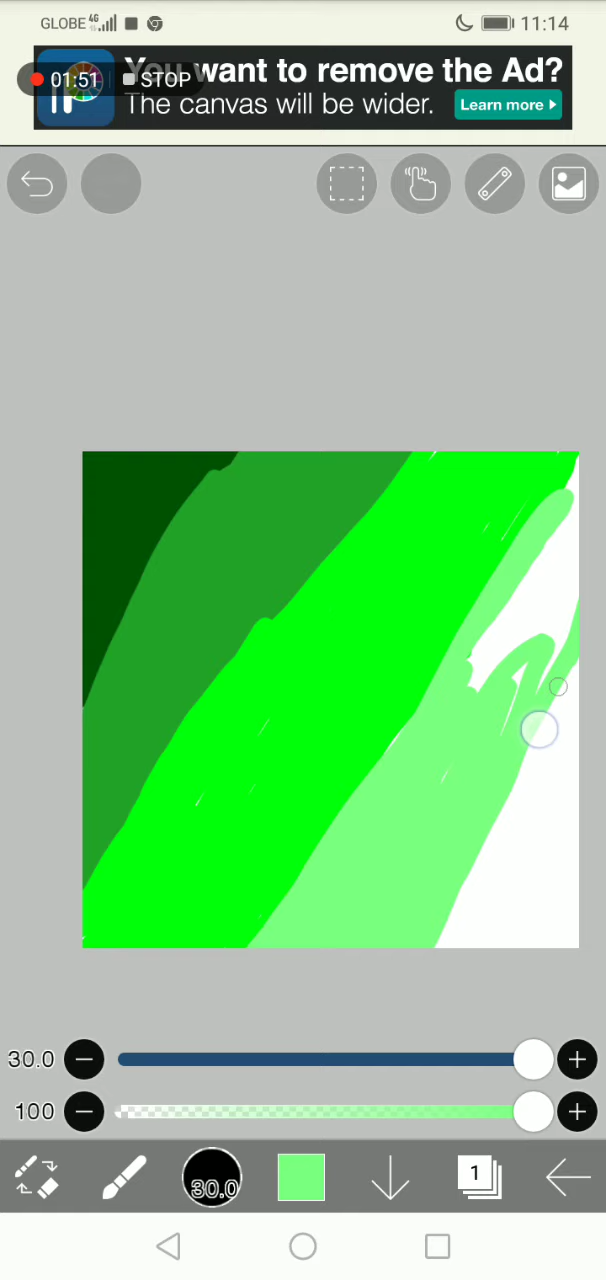 GLOBE 4G 11:14
You want to remove the Ad?
01:51 STOP
The canvas will be wider.
Learn more
30.0
100
30.0
1